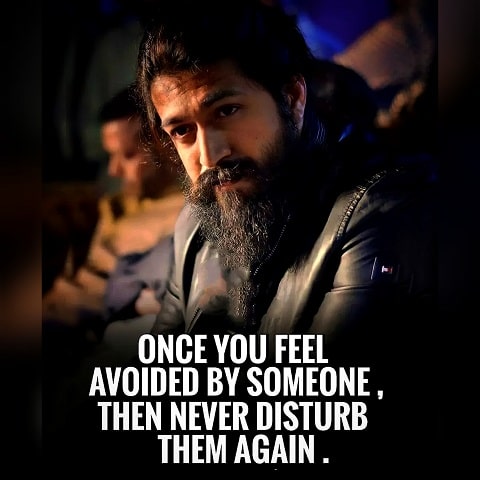 ONCE YOU FEEL
AVOIDED BY SOMEONE ,
THEN NEVER DISTURB
THEM AGAIN .